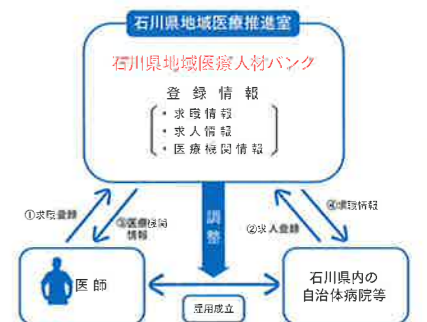 石川県地域医療推進室
石川県地域医療人材バンク
登録情報
・求職情報
・求人情報
・医療機関情報
①求職登録
③医療機関
情報
調整
②求人登録
④求職情報
医師
雇用成立
石川県内の
自治体病院等